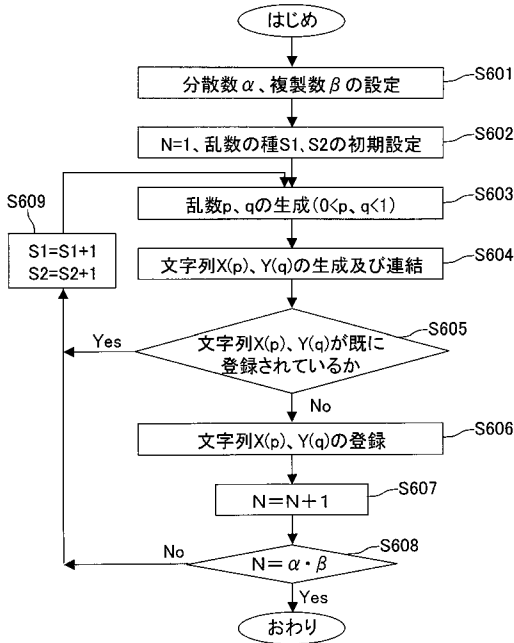 はじめ
分散数α、複製数βの設定
S601
N=1、乱数の種S1、S2の初期設定
S602
乱数p、qの生成(0<p、q<1)
S603
S609
S1=S1+1
S2=S2+1
文字列X(p)、Y(q)の生成及び連結
S604
文字列X(p)、Y(q)が既に
登録されているか
S605
Yes
No
文字列X(p)、Y(q)の登録
S606
N=N+1
S607
N=α・β
S608
No
Yes
おわり